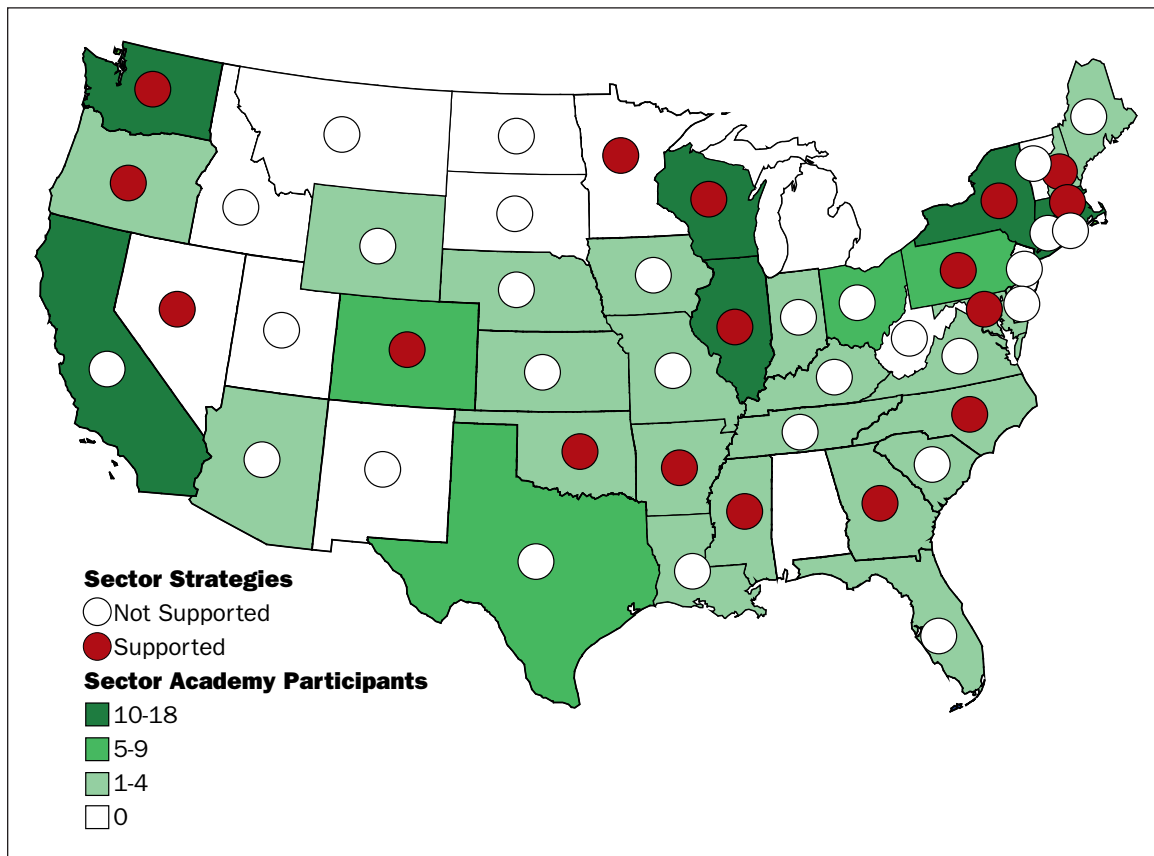 Sector Strategies
Not Supported
Supported
Sector Academy Participants
10-18
5-9
1-4
0